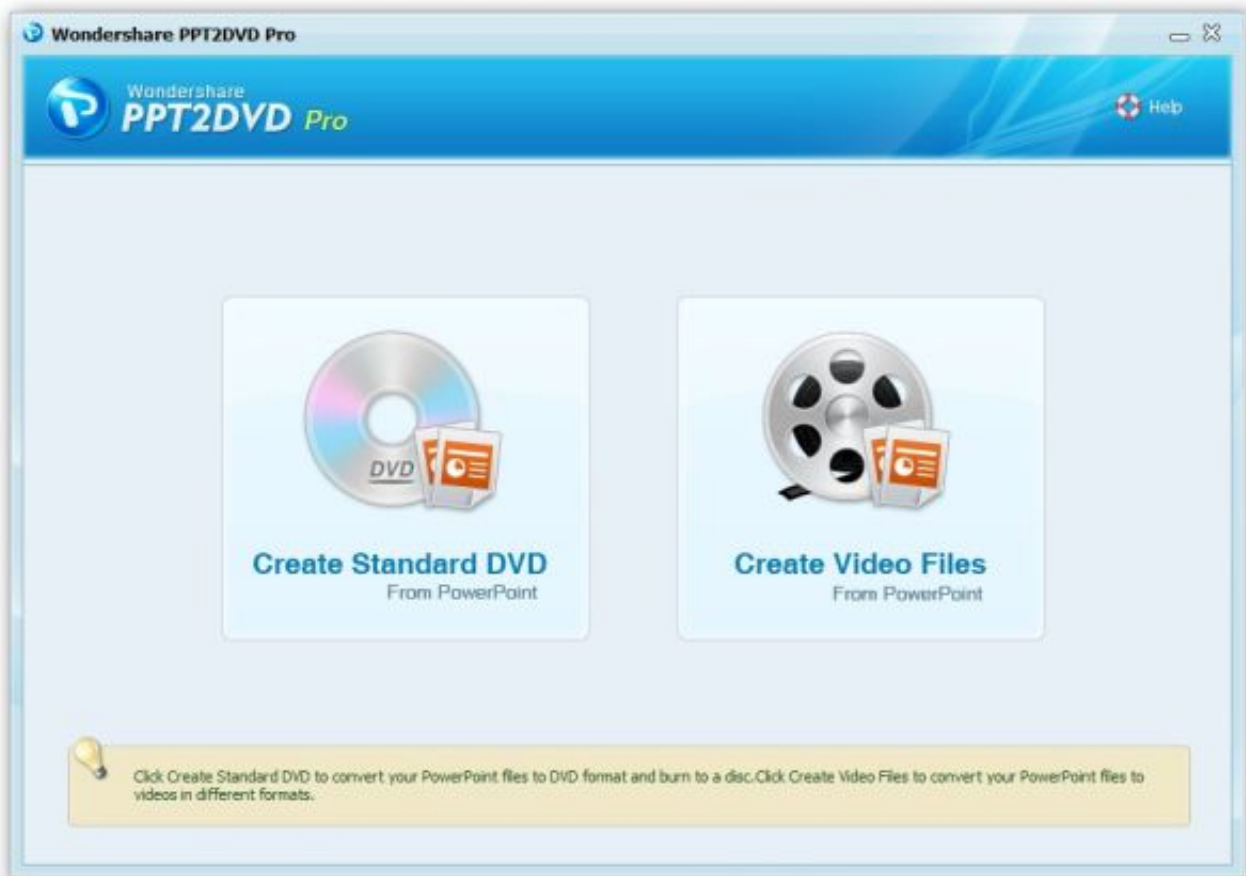 Wondershare PPT2DVD Pro
Wondershare
PPT2DVD Pro
Help
DVD
Create Standard DVD
From PowerPoint
Create Video Files
From PowerPoint
Click Create Standard DVD to convert your PowerPoint files to DVD format and burn to a disc.Click Create Video Files to convert your PowerPoint files to
videos in different formats.